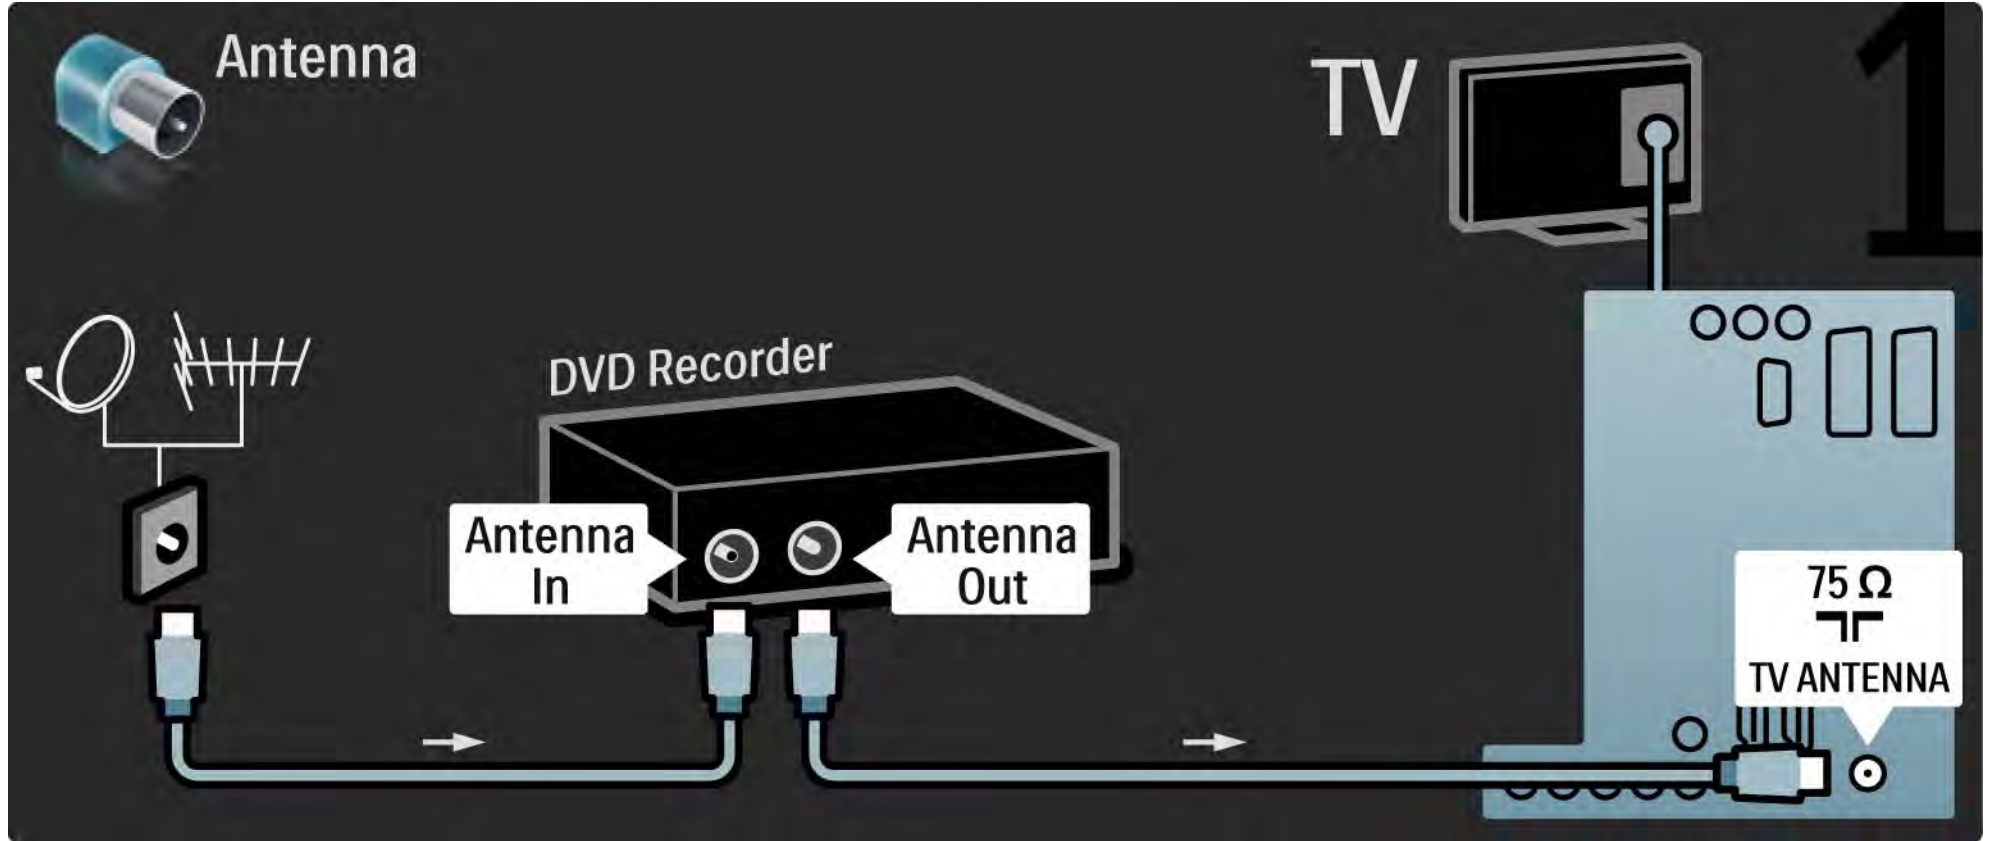 Antenna
TV
1
DVD Recorder
Antenna
In
Antenna
Out
75 Ω
TV ANTENNA